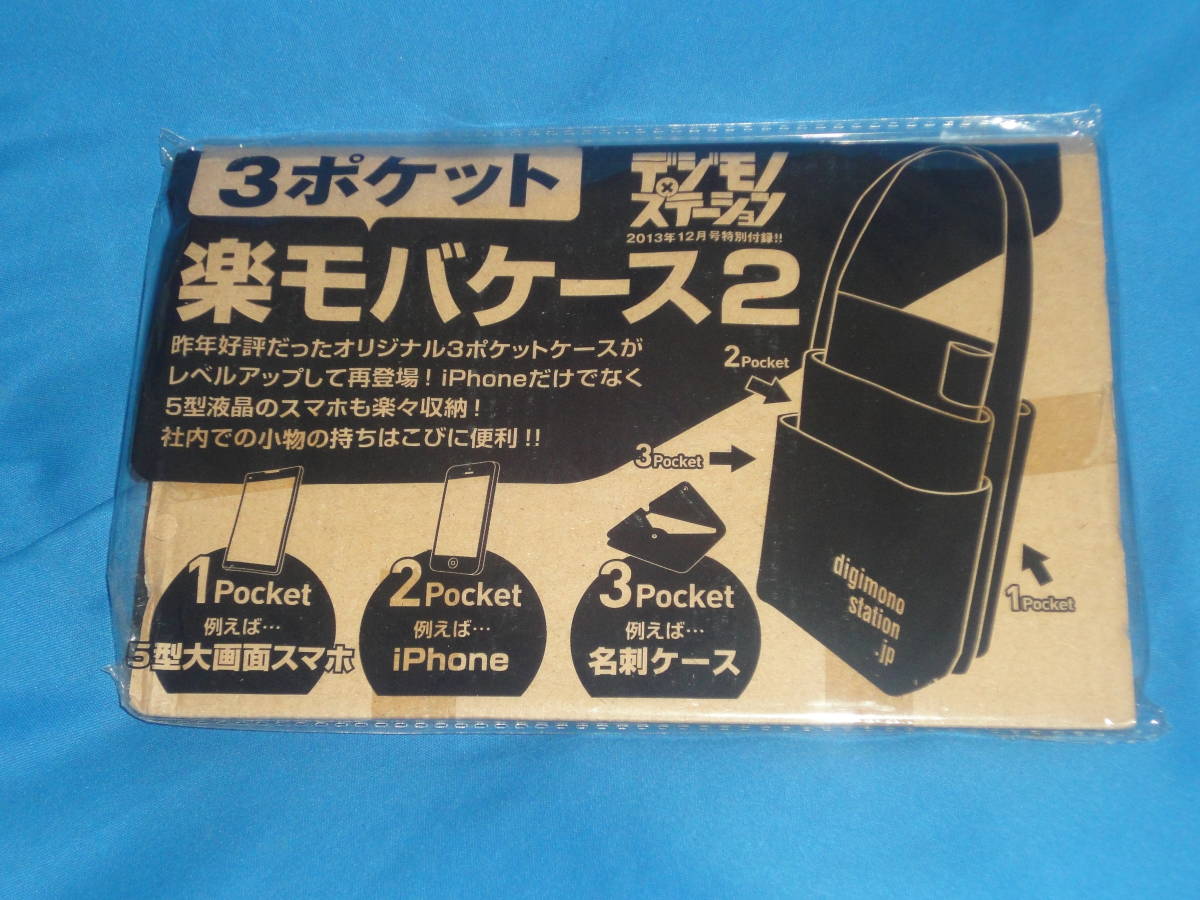 3ポケット
デジモノ
×
ステーション
2013年12月号特別付録!!
楽モバケース2
昨年好評だったオリジナル3ポケットケースが
レベルアップして再登場！iPhoneだけでなく
5型液晶のスマホも楽々収納！
社内での小物の持ちはこびに便利!!
2Pocket
3Pocket
1Pocket
digimono
station
.jp
1Pocket
例えば…
5型大画面スマホ
2Pocket
例えば…
iPhone
3Pocket
例えば…
名刺ケース